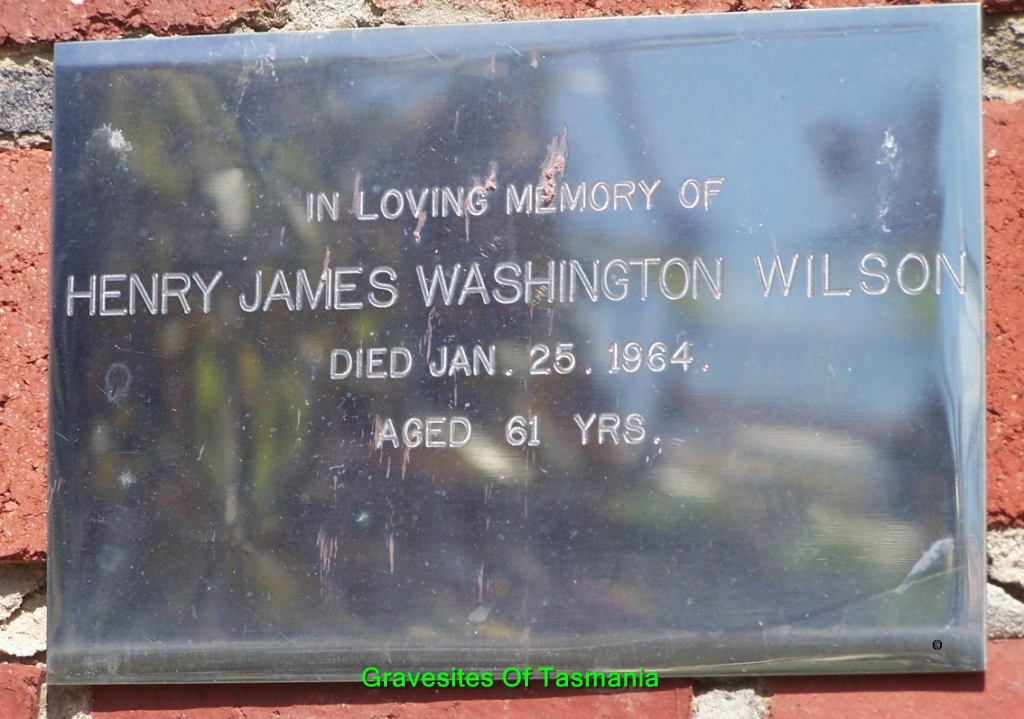 IN LOVING MEMORY OF
HENRY JAMES WASHINGTON WILSON
DIED JAN. 25. 1964.
AGED 61 YRS.
Gravesites Of Tasmania